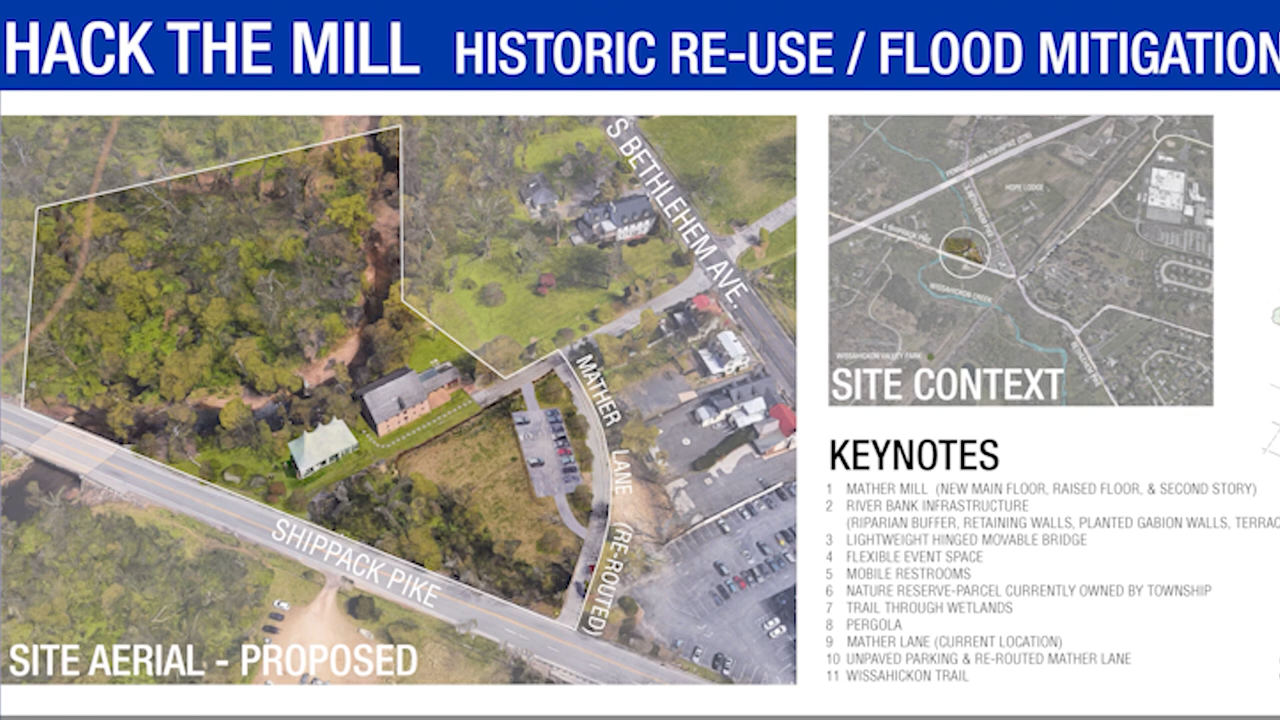 HACK THE MILL HISTORIC RE-USE / FLOOD MITIGATION
S BETHLEHEM AVE.
MATHER LANE (RE-ROUTED)
SHIPPACK PIKE
SITE AERIAL - PROPOSED
HOPE LODGE
WISSAHICKON CREEK
WISSAHICKON VALLEY PARK
SITE CONTEXT
KEYNOTES
1 MATHER MILL (NEW MAIN FLOOR, RAISED FLOOR, & SECOND STORY)
2 RIVER BANK INFRASTRUCTURE
(RIPARIAN BUFFER, RETAINING WALLS, PLANTED GABION WALLS, TERRAC
3 LIGHTWEIGHT HINGED MOVABLE BRIDGE
4 FLEXIBLE EVENT SPACE
5 MOBILE RESTROOMS
6 NATURE RESERVE-PARCEL CURRENTLY OWNED BY TOWNSHIP
7 TRAIL THROUGH WETLANDS
8 PERGOLA
9 MATHER LANE (CURRENT LOCATION)
10 UNPAVED PARKING & RE-ROUTED MATHER LANE
11 WISSAHICKON TRAIL